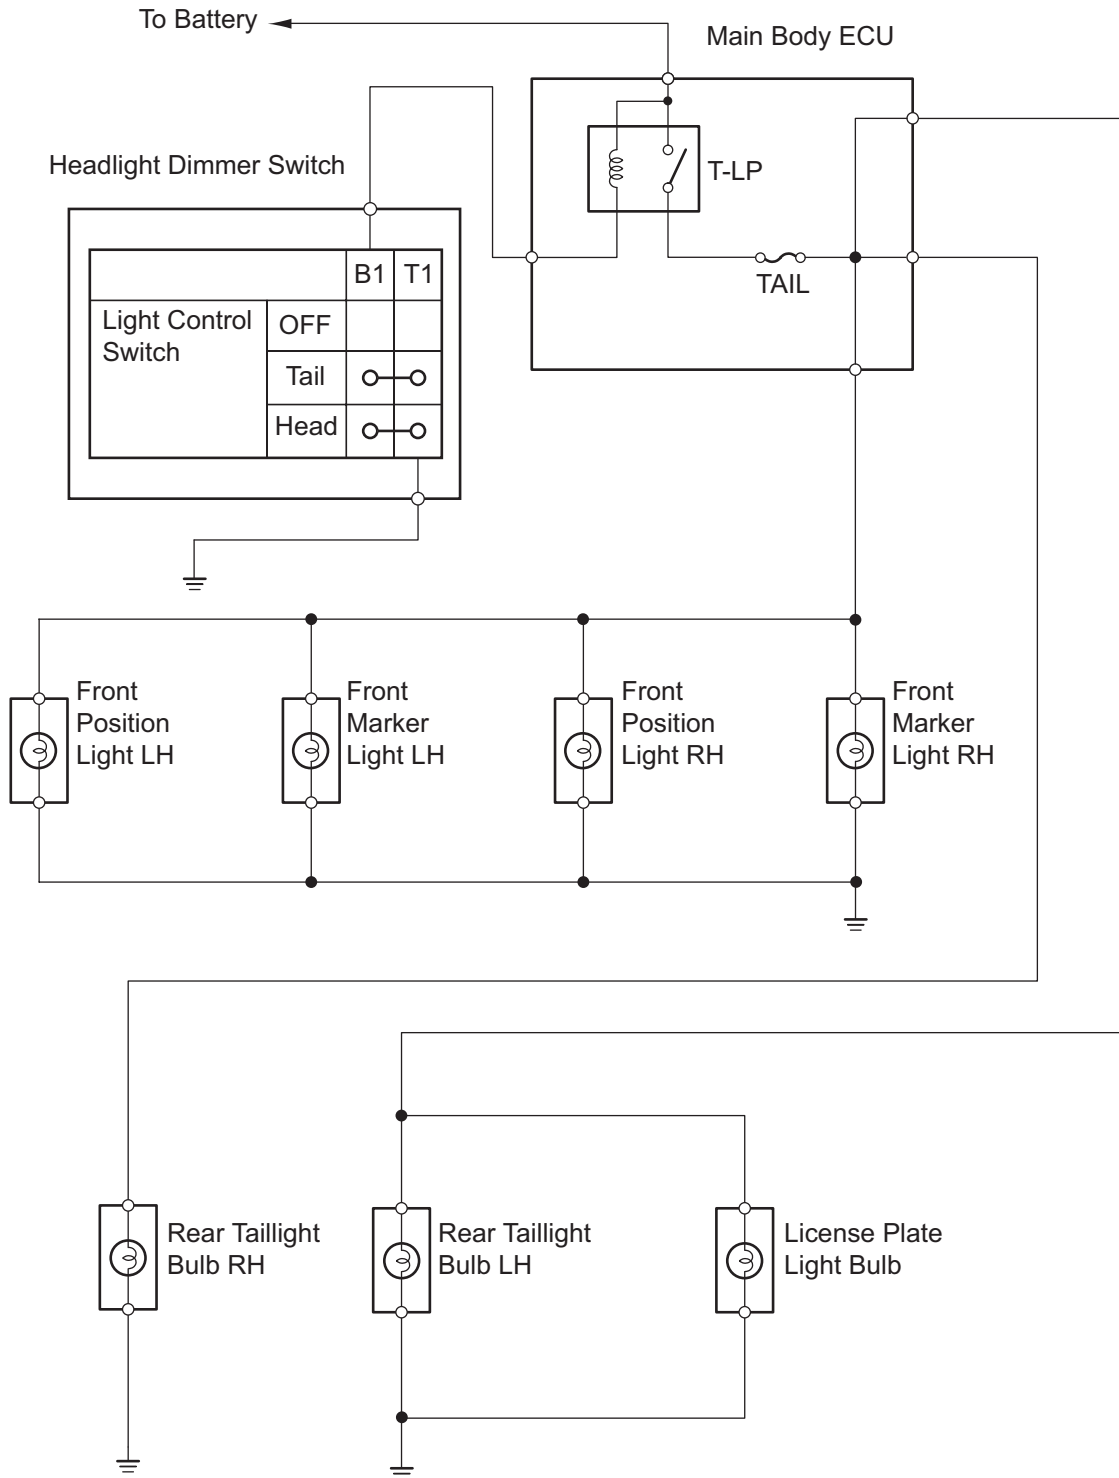 To Battery
Main Body ECU
Headlight Dimmer Switch
T-LP
B1 T1
TAIL
Light Control
Switch
OFF
Tail
Head
Front
Position
Light LH
Front
Marker
Light LH
Front
Position
Light RH
Front
Marker
Light RH
Rear Taillight
Bulb RH
Rear Taillight
Bulb LH
License Plate
Light Bulb